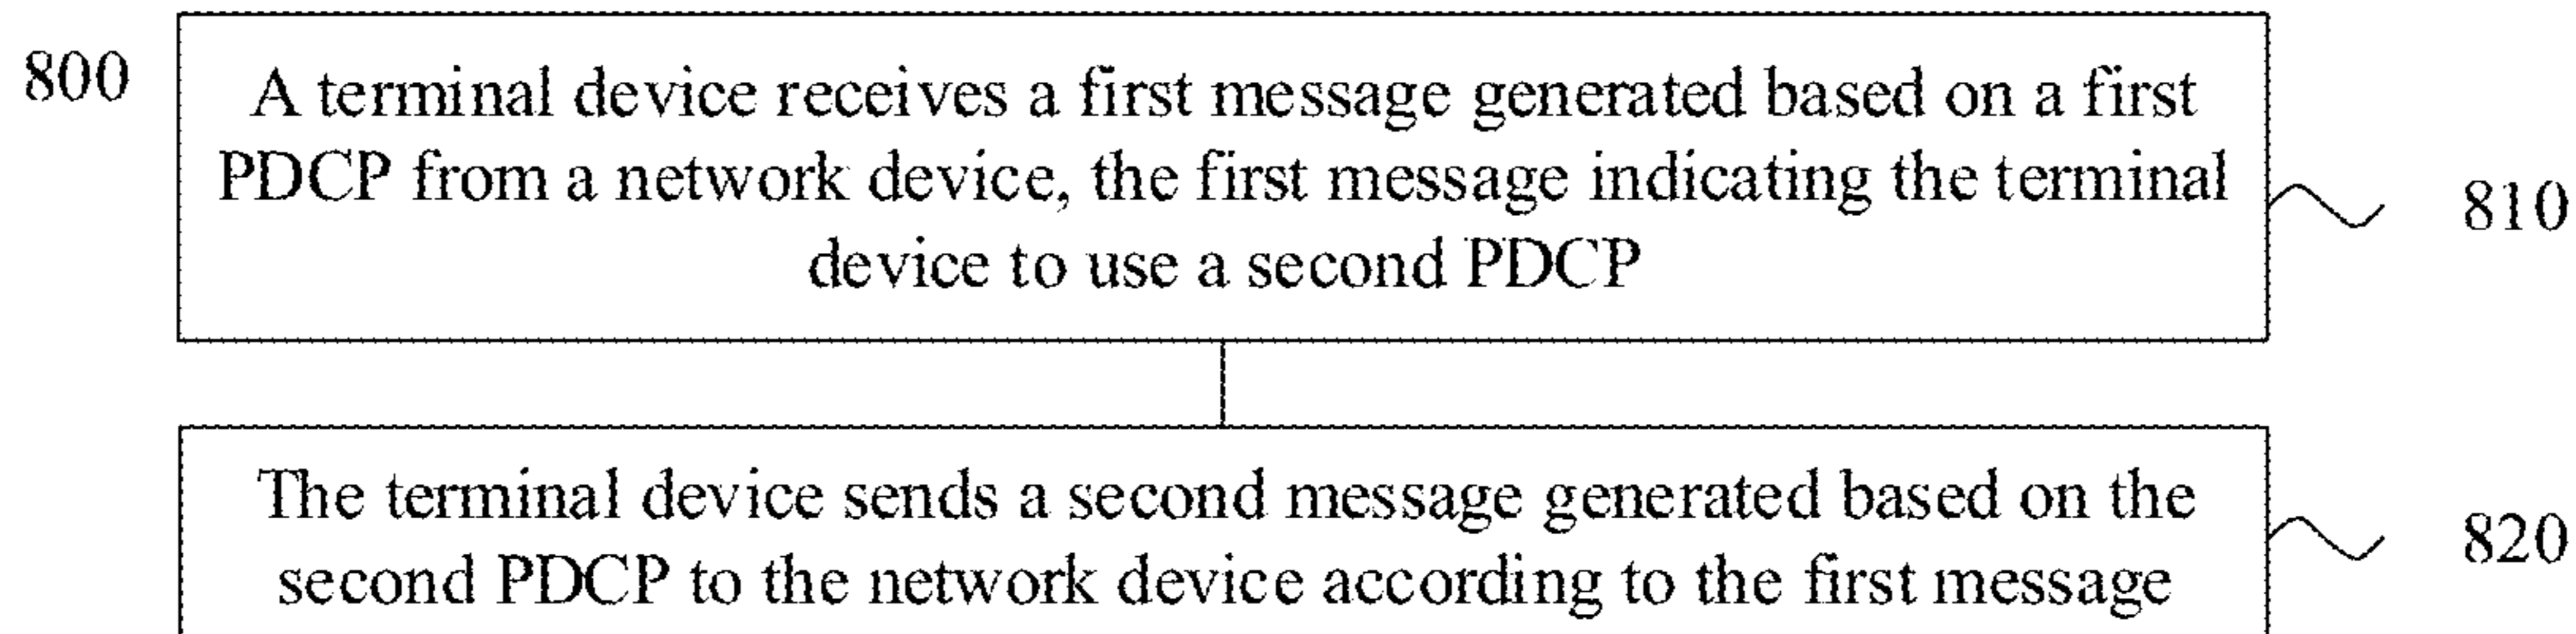 800
A terminal device receives a first message generated based on a first
PDCP from a network device, the first message indicating the terminal
device to use a second PDCP
810
The terminal device sends a second message generated based on the
second PDCP to the network device according to the first message
820